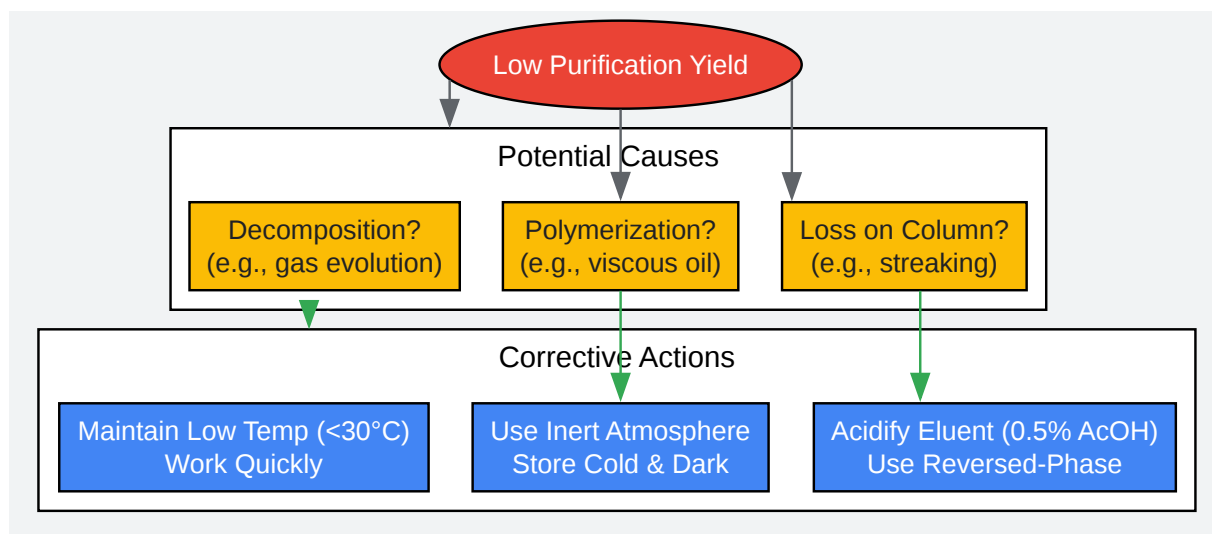 Low Purification Yield
Potential Causes
Decomposition?
(e.g., gas evolution)
Polymerization?
(e.g., viscous oil)
Loss on Column?
(e.g., streaking)
Corrective Actions
Maintain Low Temp (<30°C)
Work Quickly
Use Inert Atmosphere
Store Cold & Dark
Acidify Eluent (0.5% AcOH)
Use Reversed-Phase